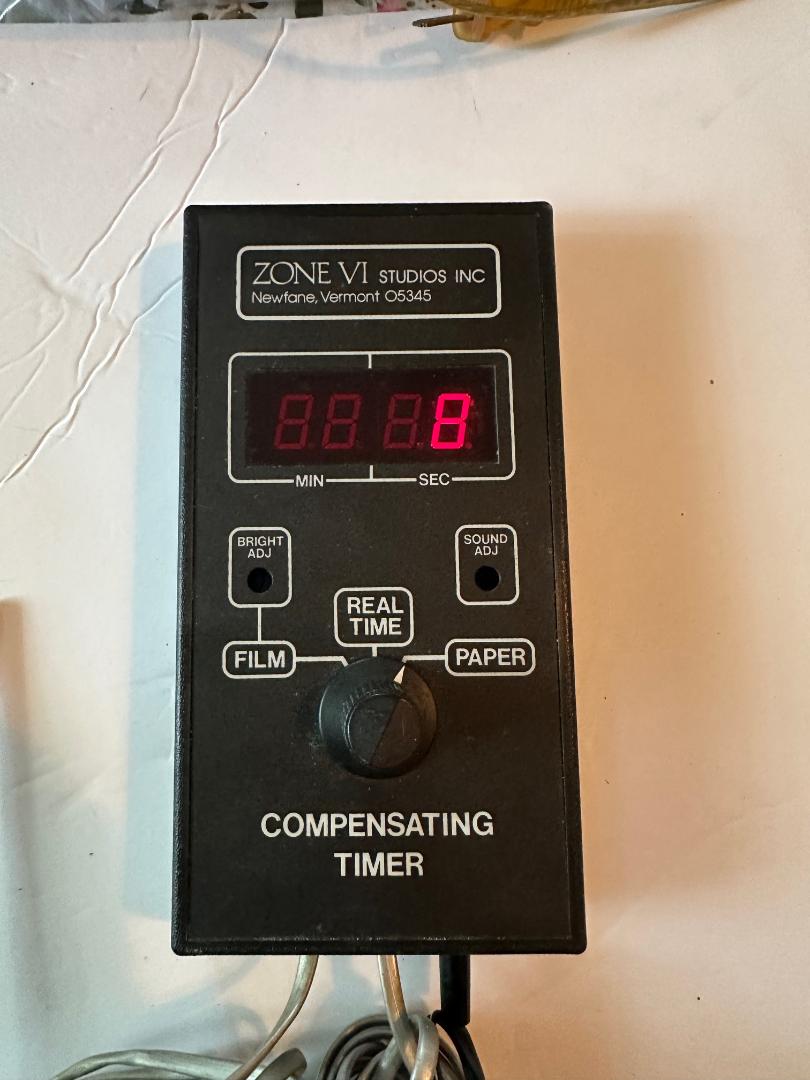 ZONE VI STUDIOS INC
Newfane, Vermont 05345
8
MIN SEC
BRIGHT
ADJ
SOUND
ADJ
REAL
TIME
FILM
PAPER
COMPENSATING
TIMER